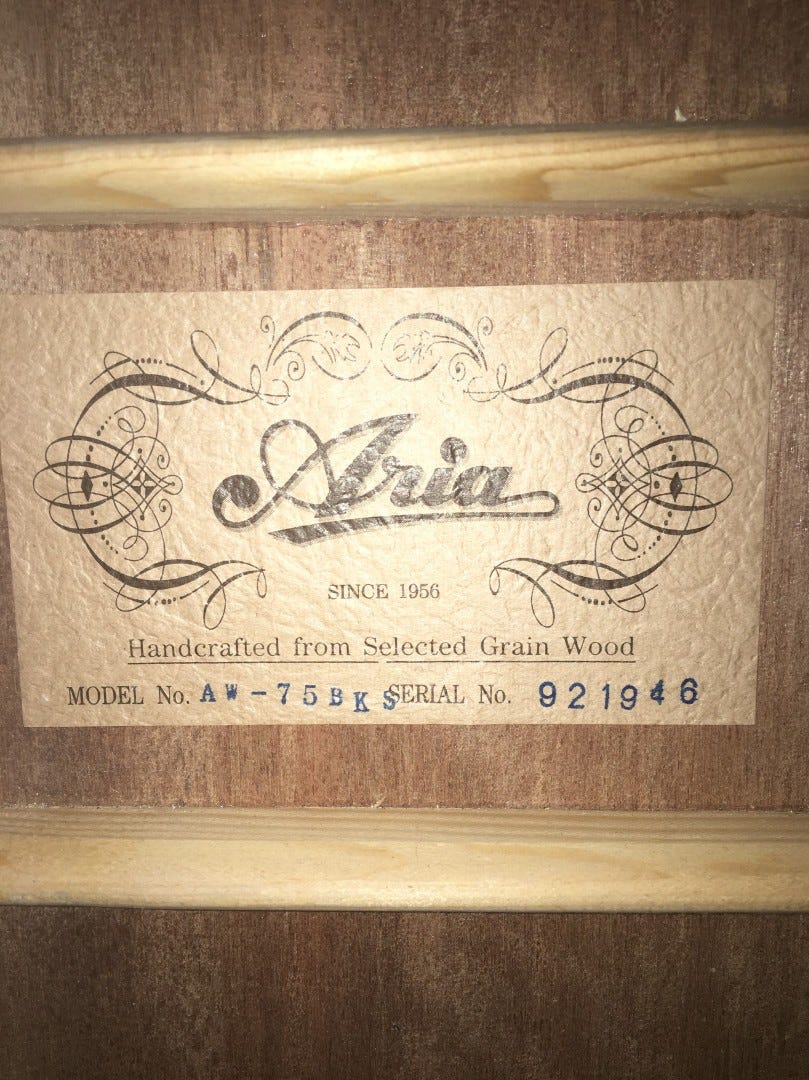 Aria
SINCE 1956
Handcrafted from Selected Grain Wood
MODEL No. AW-75BKS SERIAL No. 921946